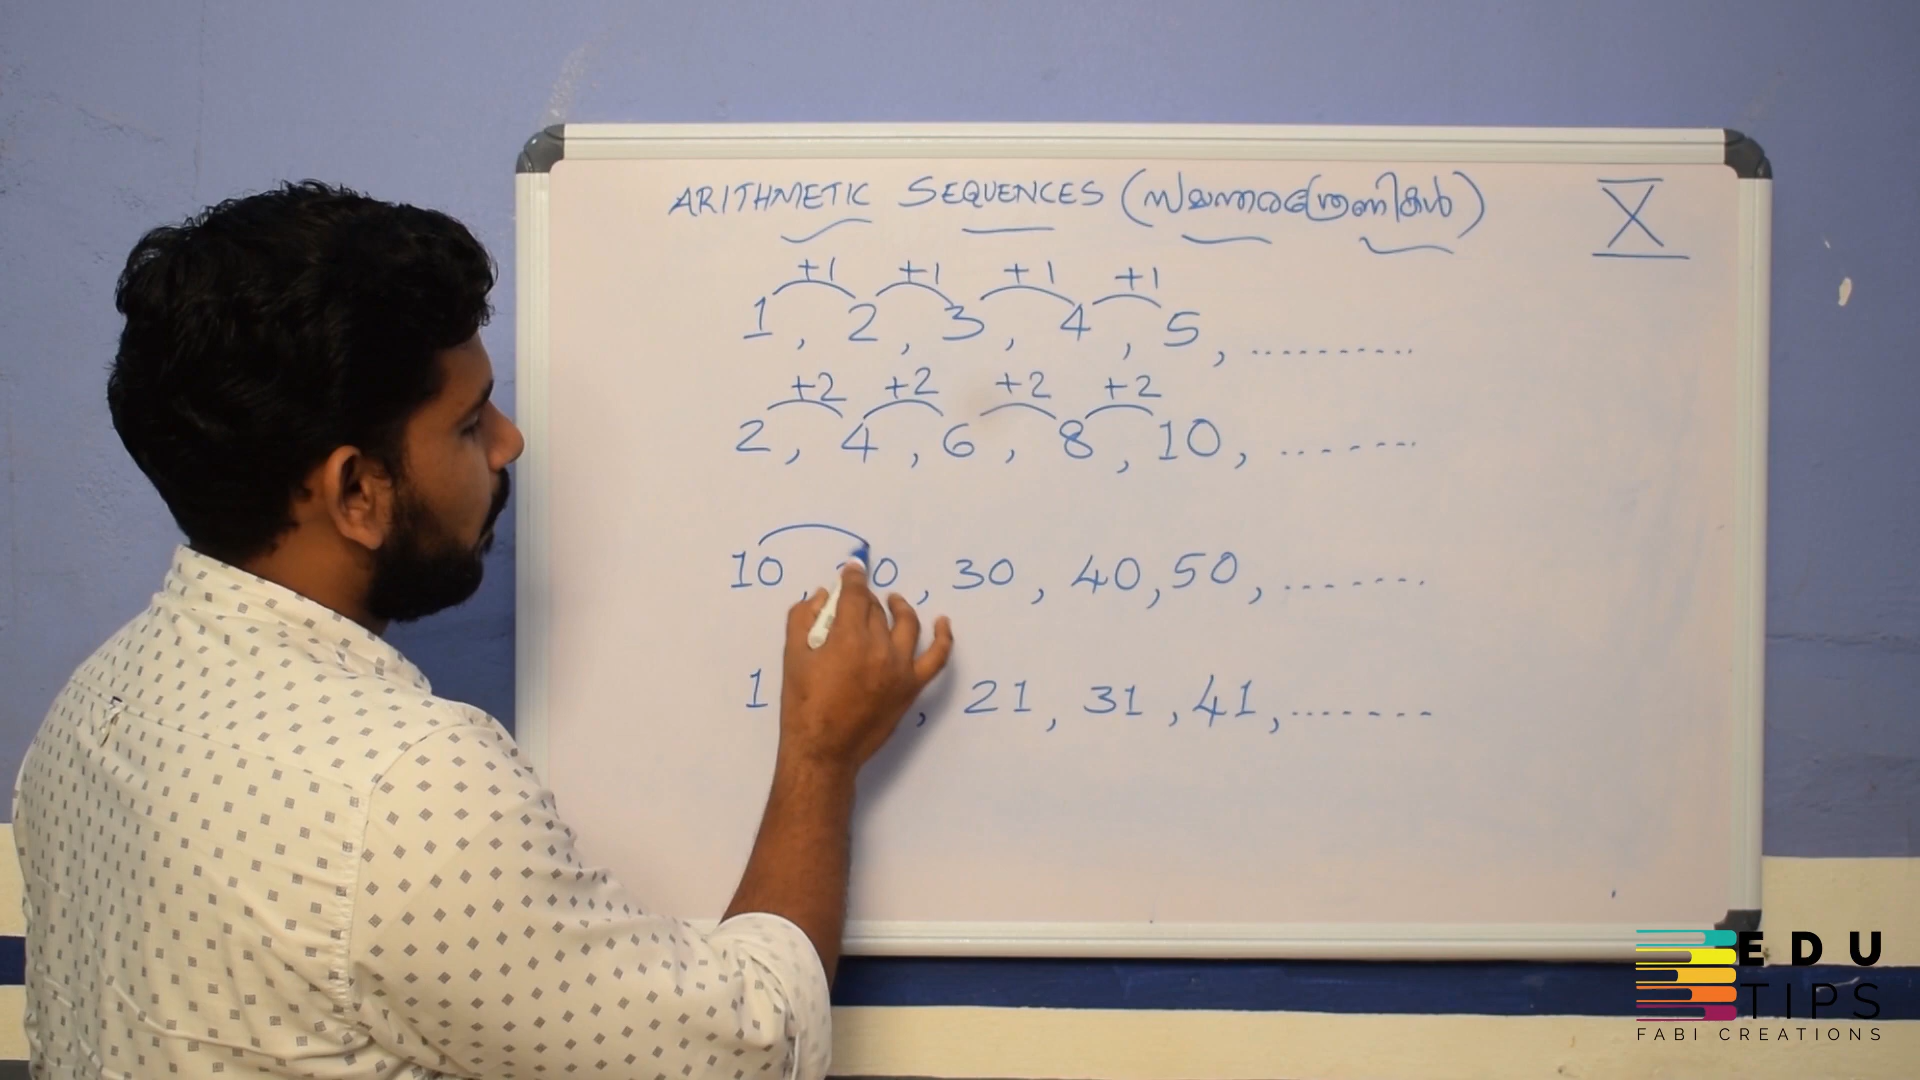 ARITHMETIC SEQUENCES (സമാന്തരശ്രേണികൾ) X
+1 +1 +1 +1
1, 2, 3, 4, 5, ..........
+2 +2 +2 +2
2, 4, 6, 8, 10, .......
10, 0, 30, 40, 50, .......
1 , 21, 31, 41, .......
EDU
TIPS
FABI CREATIONS